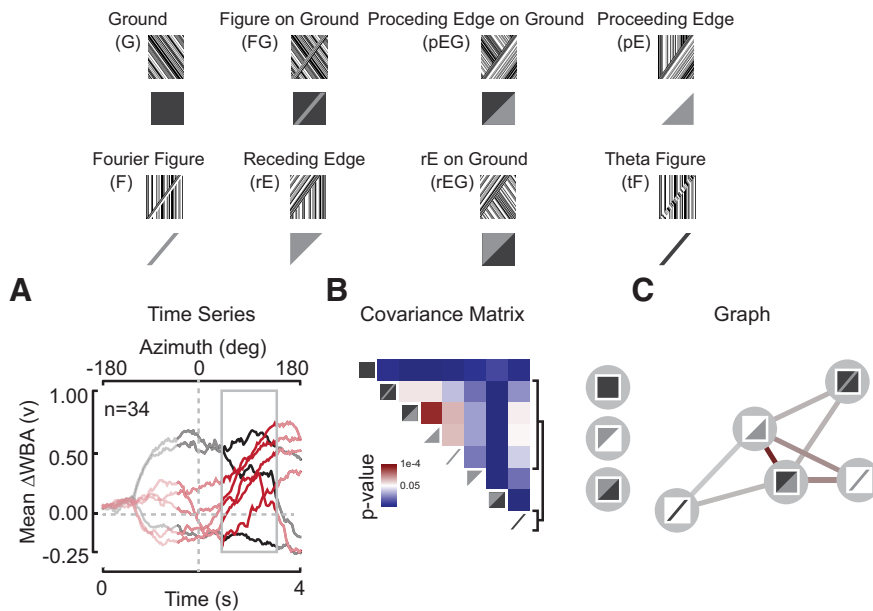 Ground
(G)
Figure on Ground
(FG)
Proceding Edge on Ground
(pEG)
Proceeding Edge
(pE)
Fourier Figure
(F)
Receding Edge
(rE)
rE on Ground
(rEG)
Theta Figure
(tF)
A
Time Series
Azimuth (deg)
-180
0
180
1.00
0.50
0.00
-0.25
Mean ΔWBA (v)
n=34
0
4
Time (s)
B
Covariance Matrix
p-value
1e-4
0.05
C
Graph